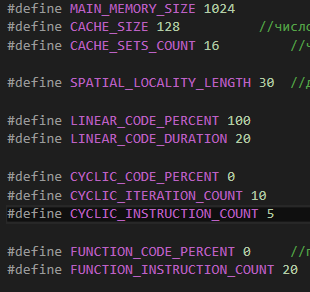 #define MAIN_MEMORY_SIZE 1024
#define CACHE_SIZE 128 //число
#define CACHE_SETS_COUNT 16 //
#define SPATIAL_LOCALITY_LENGTH 30 //
#define LINEAR_CODE_PERCENT 100
#define LINEAR_CODE_DURATION 20
#define CYCLIC_CODE_PERCENT 0
#define CYCLIC_ITERATION_COUNT 10
#define CYCLIC_INSTRUCTION_COUNT 5
#define FUNCTION_CODE_PERCENT 0 //
#define FUNCTION_INSTRUCTION_COUNT 20